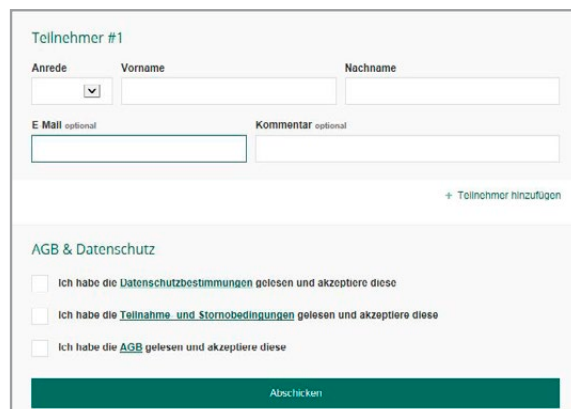 Teilnehmer #1
Anrede Vorname Nachname
E-Mail optional Kommentar optional
+ Teilnehmer hinzufügen
AGB & Datenschutz
Ich habe die Datenschutzbestimmungen gelesen und akzeptiere diese
Ich habe die Teilnahme- und Stornobedingungen gelesen und akzeptiere diese
Ich habe die AGB gelesen und akzeptiere diese
Abschicken